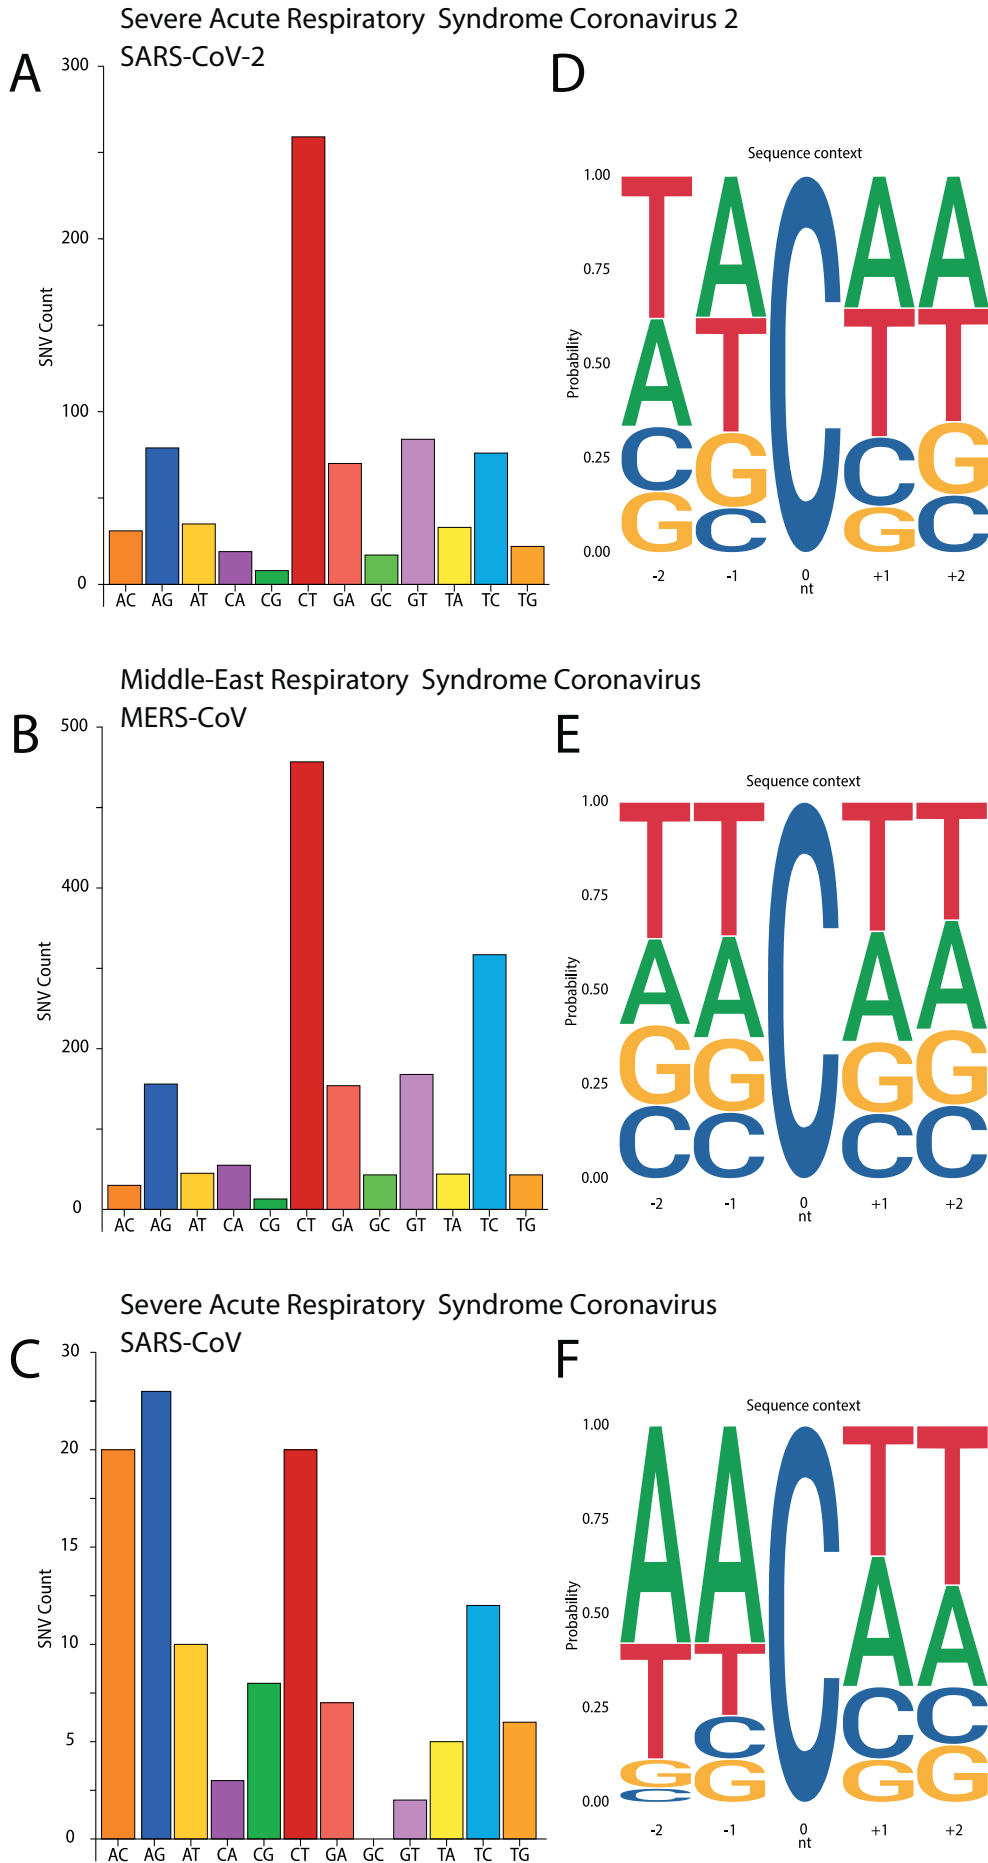 Severe Acute Respiratory Syndrome Coronavirus 2
SARS-CoV-2
A
300
200
100
0
SNV Count
AC AG AT CA CG CT GA GC GT TA TC TG
D
Sequence context
1.00
0.75
0.50
0.25
0.00
Probability
T A C A A
A T T T
C G C G
G C G C
-2 -1 0 +1 +2
nt
Middle-East Respiratory Syndrome Coronavirus
MERS-CoV
B
500
400
200
0
SNV Count
AC AG AT CA CG CT GA GC GT TA TC TG
E
Sequence context
1.00
0.75
0.50
0.25
0.00
Probability
T T C T T
A A A A
G G G G
C C C C
-2 -1 0 +1 +2
nt
Severe Acute Respiratory Syndrome Coronavirus
SARS-CoV
C
30
20
15
10
5
0
SNV Count
AC AG AT CA CG CT GA GC GT TA TC TG
F
Sequence context
1.00
0.75
0.50
0.25
0.00
Probability
A A C T T
T T A A
G C C C
C G G G
-2 -1 0 +1 +2
nt